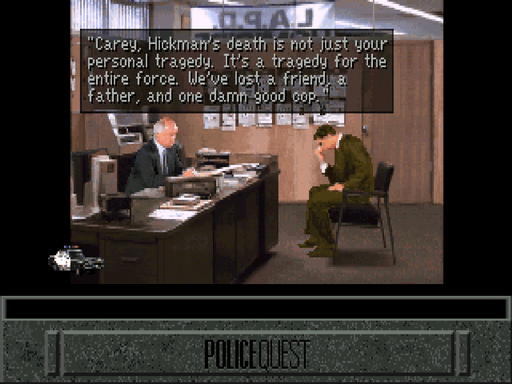 L.A.P.D.
"Carey, Hickman's death is not just your
personal tragedy. It's a tragedy for the
entire force. We've lost a friend, a
father, and one damn good cop."
POLICEQUEST